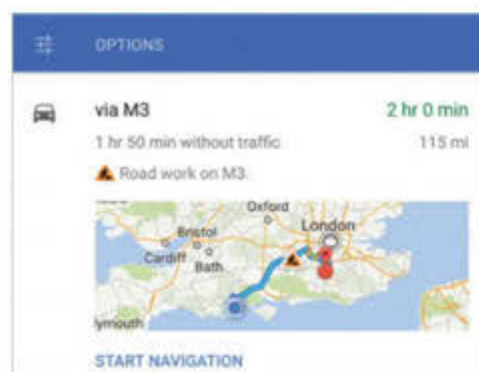 OPTIONS
via M3 2 hr 0 min
1 hr 50 min without traffic 115 mi
Road work on M3.
Oxford
London
Bristol
Cardiff
Bath
lymouth
START NAVIGATION